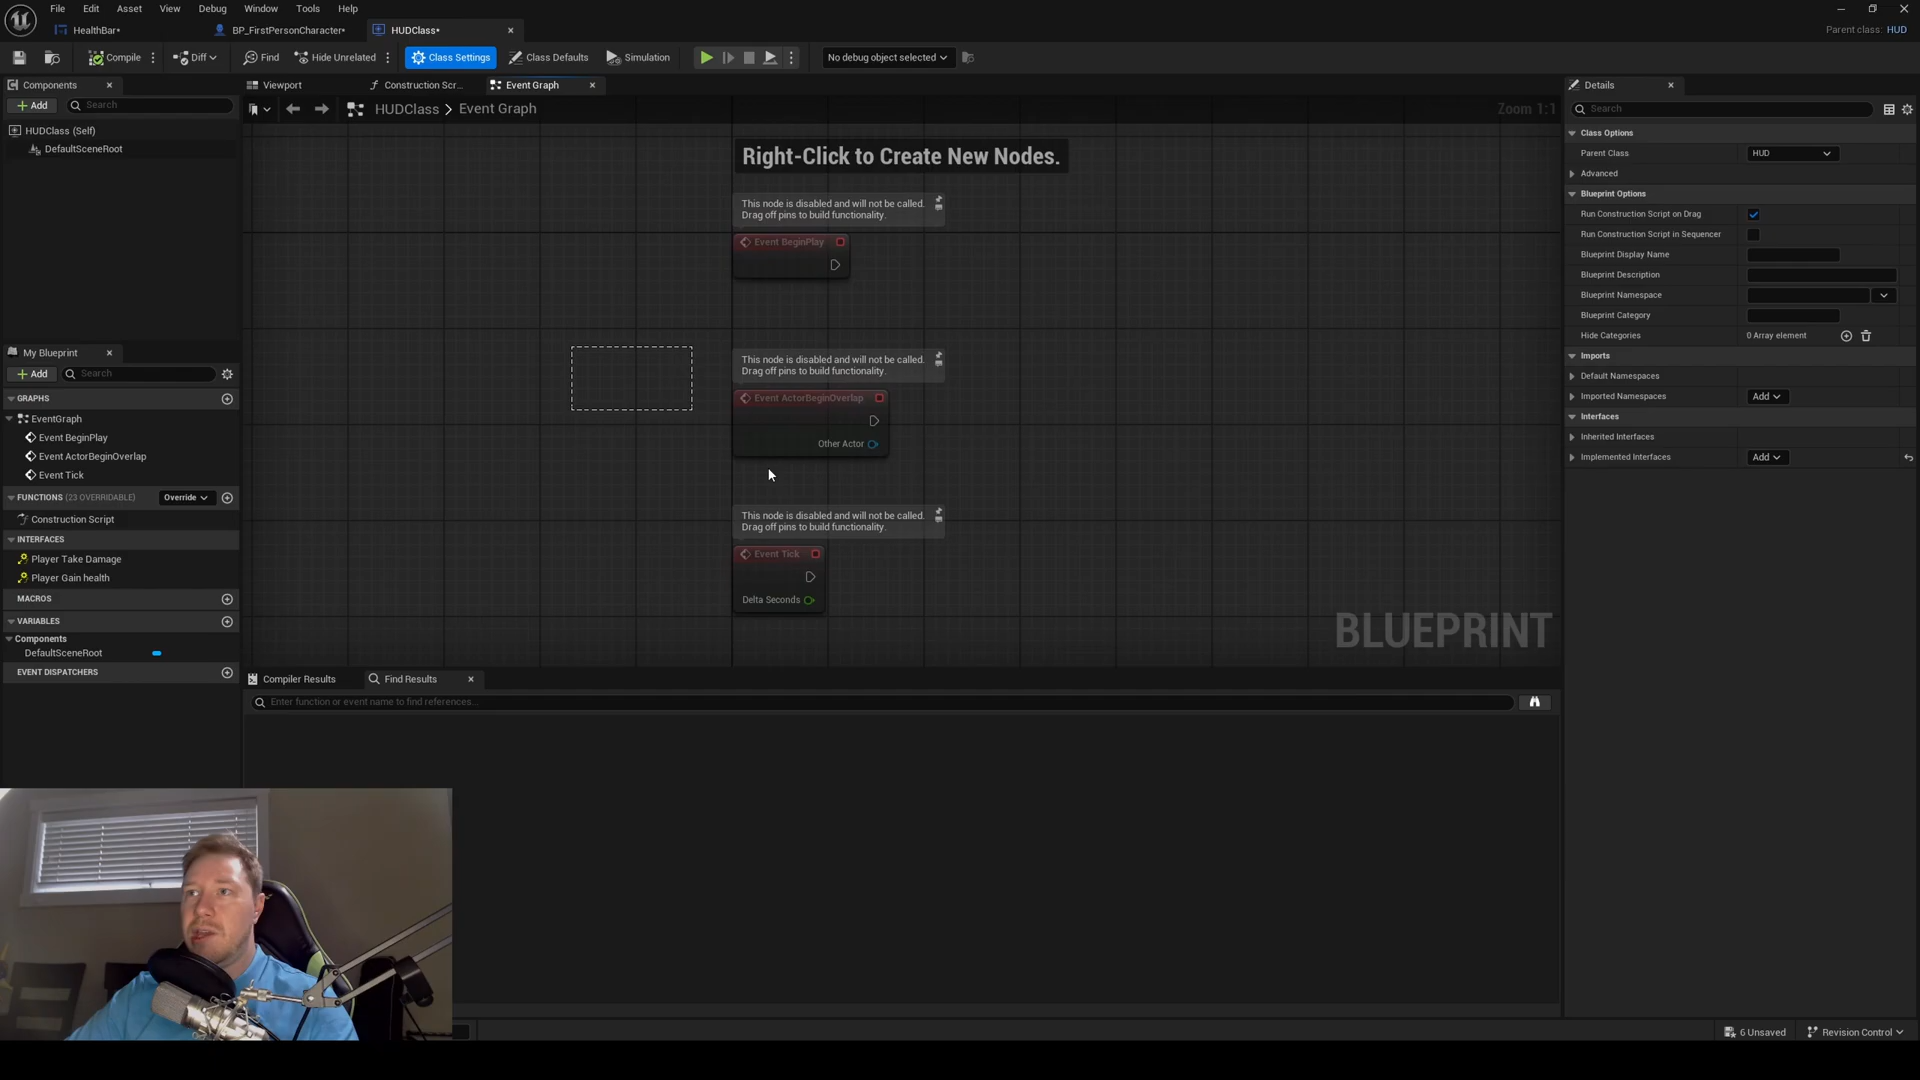 File Edit Asset View Debug Window Tools Help
HealthBar•
BP_FirstPersonCharacter•
HUDClass•
Parent class: HUD
Compile
Diff
Find
Hide Unrelated
Class Settings
Class Defaults
Simulation
No debug object selected
Components
Add
Search
HUDClass (Self)
DefaultSceneRoot
Viewport
Construction Scr...
Event Graph
HUDClass > Event Graph
Zoom 1:1
Right-Click to Create New Nodes.
This node is disabled and will not be called.
Drag off pins to build functionality.
Event BeginPlay
This node is disabled and will not be called.
Drag off pins to build functionality.
Event ActorBeginOverlap
Other Actor
This node is disabled and will not be called.
Drag off pins to build functionality.
Event Tick
Delta Seconds
BLUEPRINT
My Blueprint
Add
Search
GRAPHS
EventGraph
Event BeginPlay
Event ActorBeginOverlap
Event Tick
FUNCTIONS (23 OVERRIDABLE)
Override
Construction Script
INTERFACES
Player Take Damage
Player Gain health
MACROS
VARIABLES
Components
DefaultSceneRoot
EVENT DISPATCHERS
Compiler Results
Find Results
Enter function or event name to find references...
Details
Search
Class Options
Parent Class
HUD
Advanced
Blueprint Options
Run Construction Script on Drag
Run Construction Script in Sequencer
Blueprint Display Name
Blueprint Description
Blueprint Namespace
Blueprint Category
Hide Categories
0 Array element
Imports
Default Namespaces
Imported Namespaces
Add
Interfaces
Inherited Interfaces
Implemented Interfaces
Add
6 Unsaved
Revision Control